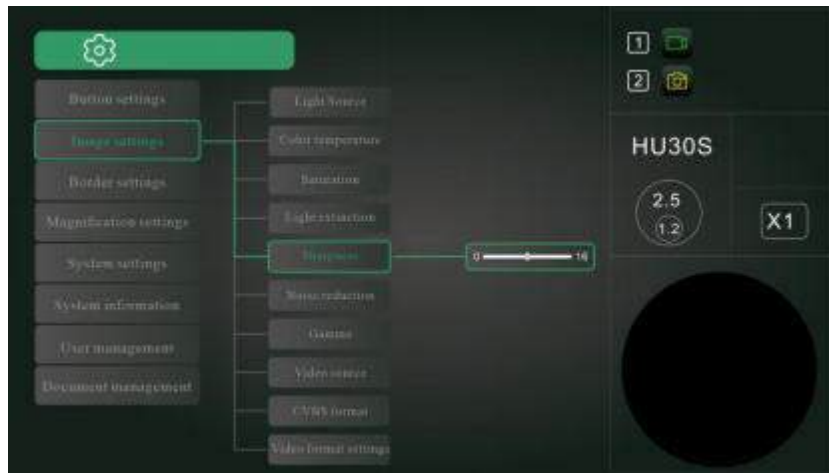 Button settings
Image settings
Border settings
Magnification settings
System settings
System information
User management
Document management
Light Source
Color temperature
Saturation
Light extinction
Sharpness
Noise reduction
Gamma
Video source
CVBS format
Video format settings
0 16
1
2
HU30S
2.5
1.2
X1